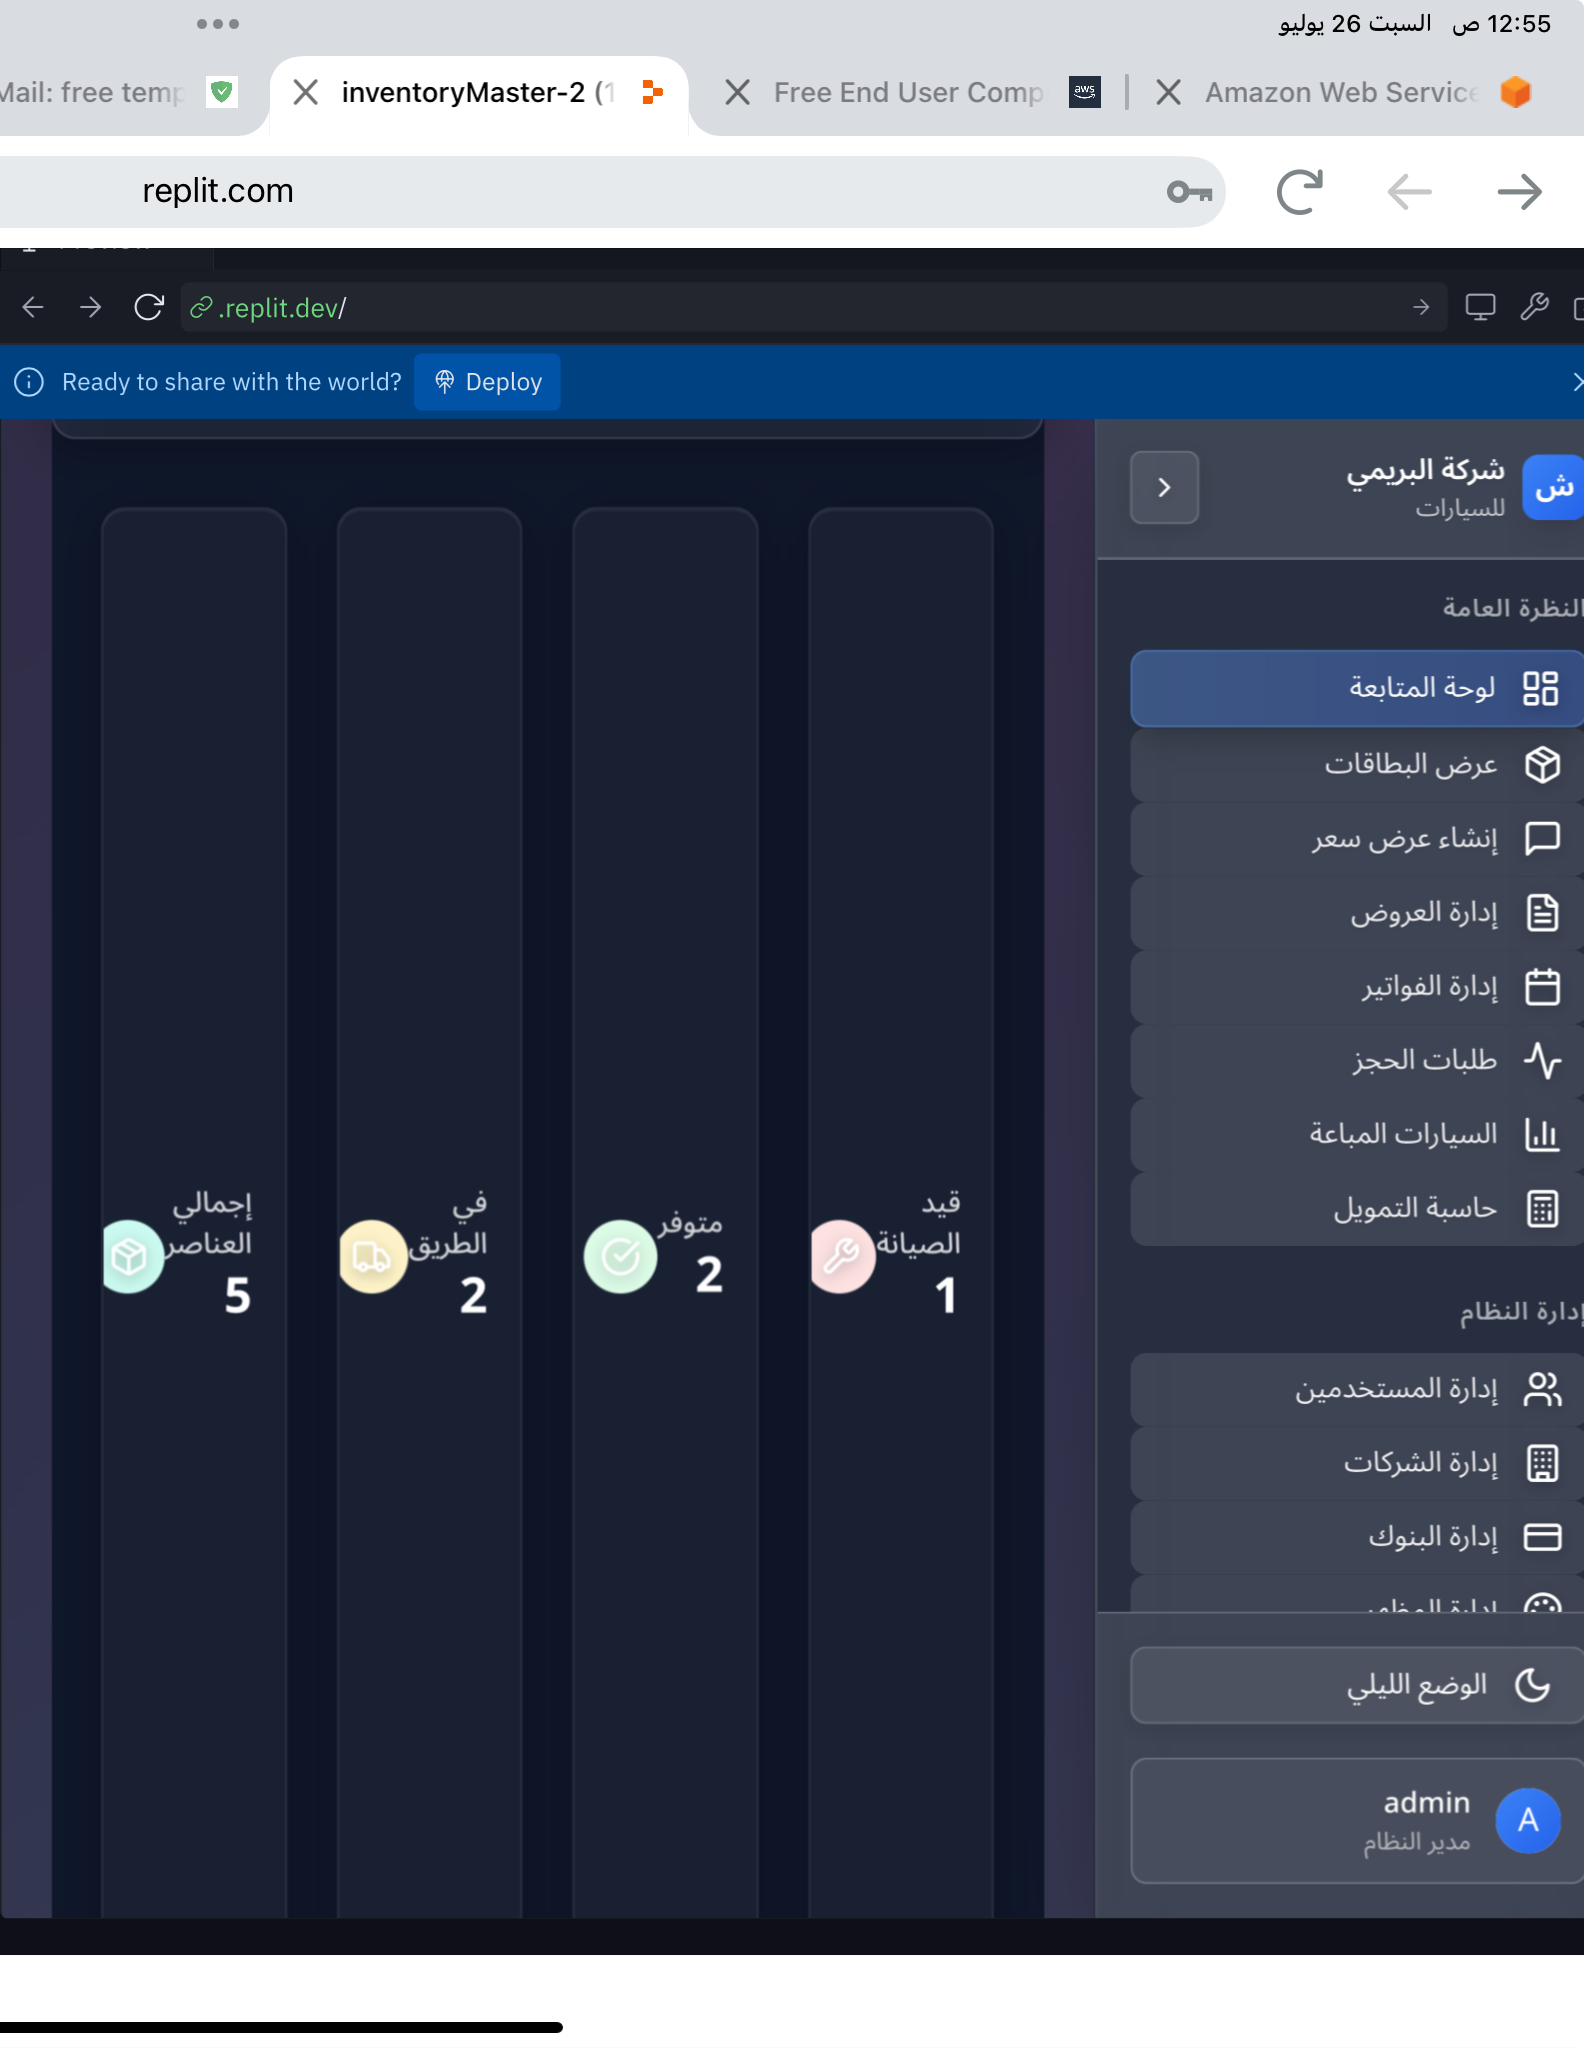 12:55 ص السبت 26 يوليو
Mail: free temp
inventoryMaster-2 (1
Free End User Comp
aws
Amazon Web Service
replit.com
.replit.dev/
Ready to share with the world?
Deploy
ش
شركة البريمي
للسيارات
النظرة العامة
لوحة المتابعة
عرض البطاقات
إنشاء عرض سعر
إدارة العروض
إدارة الفواتير
طلبات الحجز
السيارات المباعة
حاسبة التمويل
إدارة النظام
إدارة المستخدمين
إدارة الشركات
إدارة البنوك
الوضع الليلي
A
admin
مدير النظام
قيد
الصيانة
1
متوفر
2
في
الطريق
2
إجمالي
العناصر
5